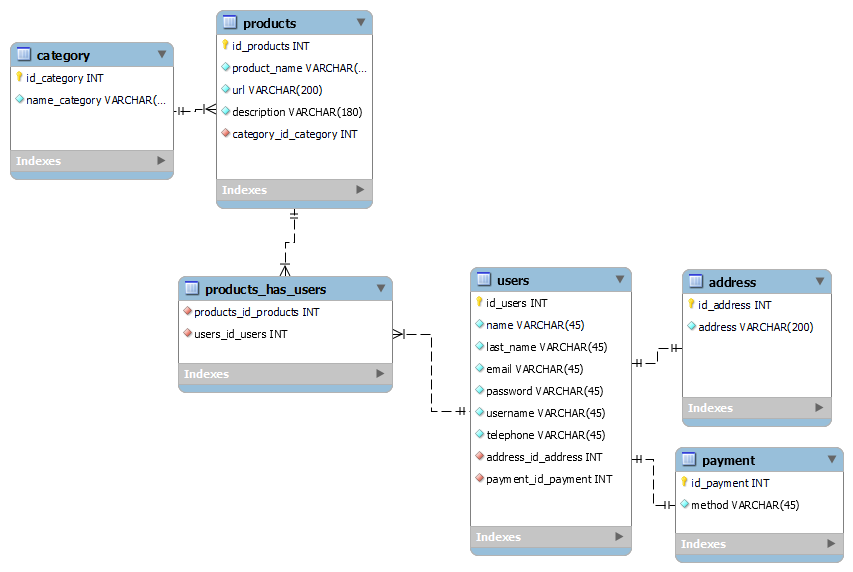 category
id_category INT
name_category VARCHAR(...
Indexes
products
id_products INT
product_name VARCHAR(...
url VARCHAR(200)
description VARCHAR(180)
category_id_category INT
Indexes
products_has_users
products_id_products INT
users_id_users INT
Indexes
users
id_users INT
name VARCHAR(45)
last_name VARCHAR(45)
email VARCHAR(45)
password VARCHAR(45)
username VARCHAR(45)
telephone VARCHAR(45)
address_id_address INT
payment_id_payment INT
Indexes
address
id_address INT
address VARCHAR(200)
Indexes
payment
id_payment INT
method VARCHAR(45)
Indexes